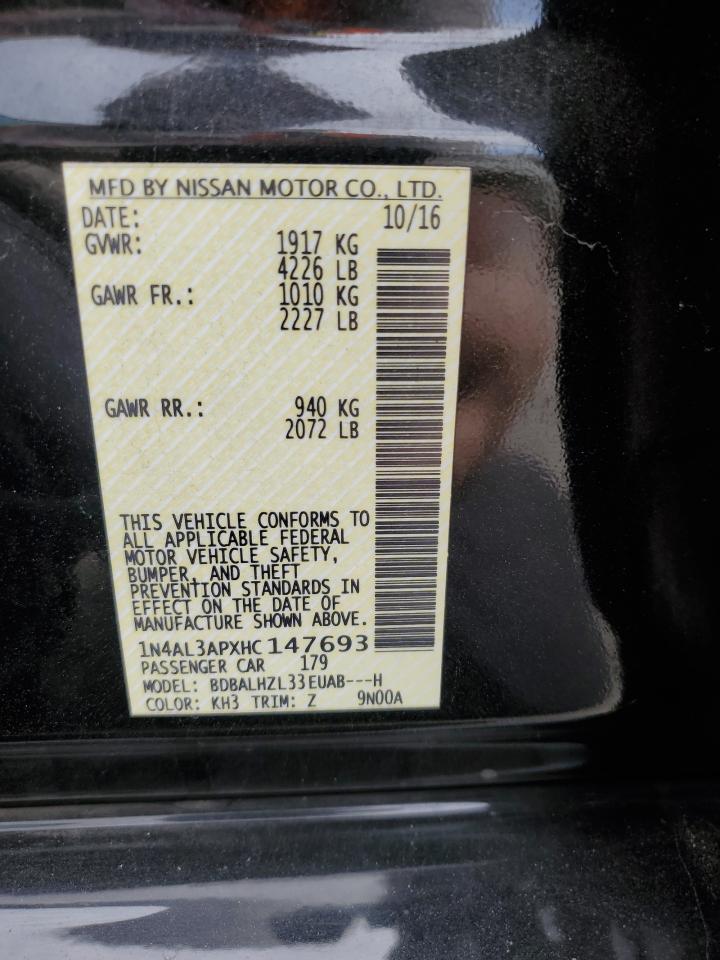 MFD BY NISSAN MOTOR CO., LTD.
DATE: 10/16
GVWR: 1917 KG
4226 LB
GAWR FR.: 1010 KG
2227 LB
GAWR RR.: 940 KG
2072 LB
THIS VEHICLE CONFORMS TO
ALL APPLICABLE FEDERAL
MOTOR VEHICLE SAFETY,
BUMPER, AND THEFT
PREVENTION STANDARDS IN
EFFECT ON THE DATE OF
MANUFACTURE SHOWN ABOVE.
1N4AL3APXHC147693
PASSENGER CAR 179
MODEL: BDBALHZL33EUAB---H
COLOR: KH3 TRIM: Z 9N00A